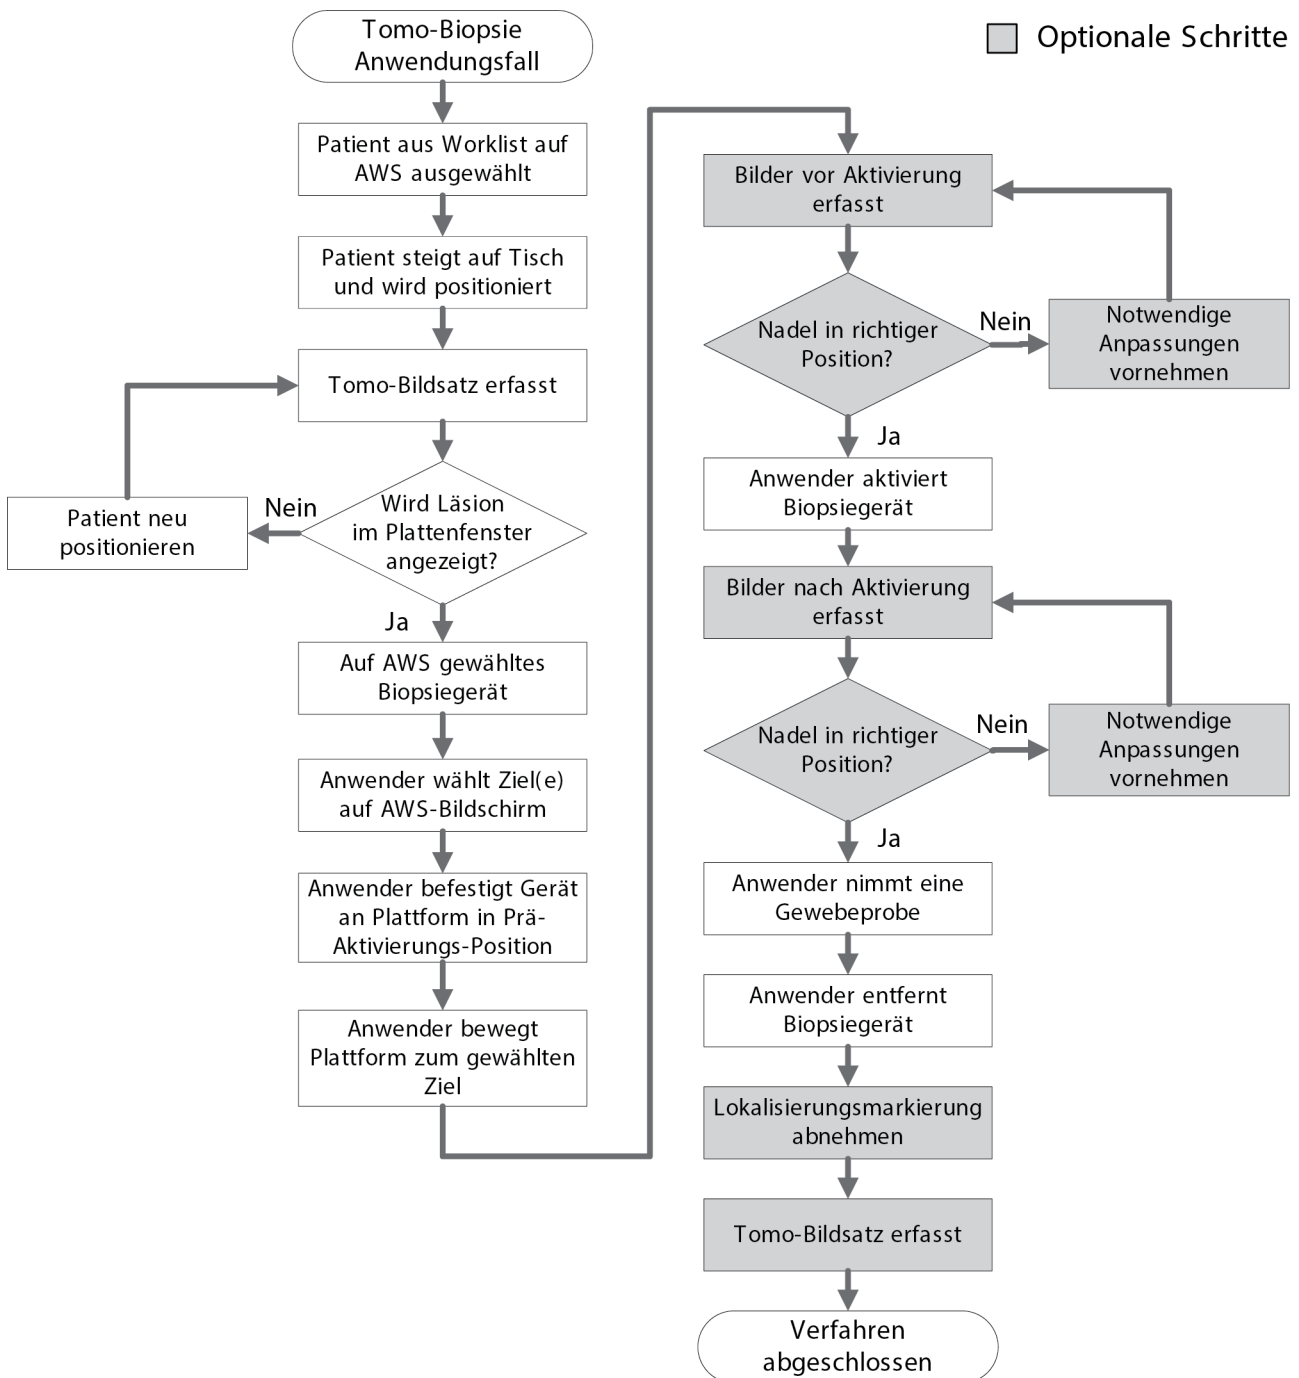 Tomo-Biopsie
Anwendungsfall
Optionale Schritte
Patient aus Worklist auf
AWS ausgewählt
Patient steigt auf Tisch
und wird positioniert
Tomo-Bildsatz erfasst
Wird Läsion
im Plattenfenster
angezeigt?
Nein
Patient neu
positionieren
Ja
Auf AWS gewähltes
Biopsiegerät
Anwender wählt Ziel(e)
auf AWS-Bildschirm
Anwender befestigt Gerät
an Plattform in Prä-
Aktivierungs-Position
Anwender bewegt
Plattform zum gewählten
Ziel
Bilder vor Aktivierung
erfasst
Nadel in richtiger
Position?
Nein
Notwendige
Anpassungen
vornehmen
Ja
Anwender aktiviert
Biopsiegerät
Bilder nach Aktivierung
erfasst
Nadel in richtiger
Position?
Nein
Notwendige
Anpassungen
vornehmen
Ja
Anwender nimmt eine
Gewebeprobe
Anwender entfernt
Biopsiegerät
Lokalisierungsmarkierung
abnehmen
Tomo-Bildsatz erfasst
Verfahren
abgeschlossen